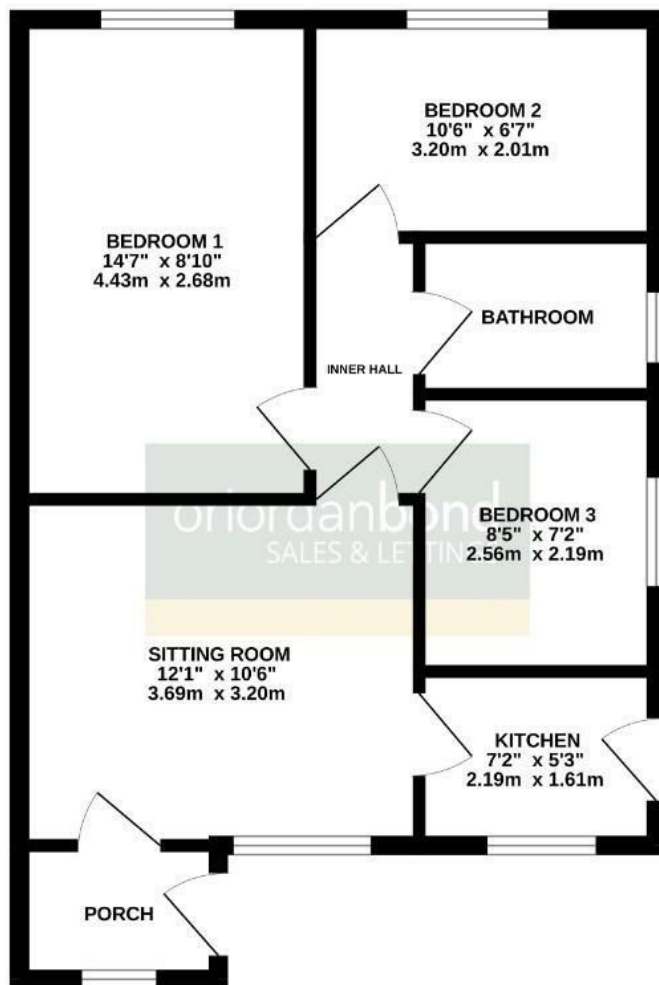 BEDROOM 2
10'6" x 6'7"
3.20m x 2.01m
BEDROOM 1
14'7" x 8'10"
4.43m x 2.68m
BATHROOM
INNER HALL
oriordanbond
SALES & LETTINGS
BEDROOM 3
8'5" x 7'2"
2.56m x 2.19m
SITTING ROOM
12'1" x 10'6"
3.69m x 3.20m
KITCHEN
7'2" x 5'3"
2.19m x 1.61m
PORCH